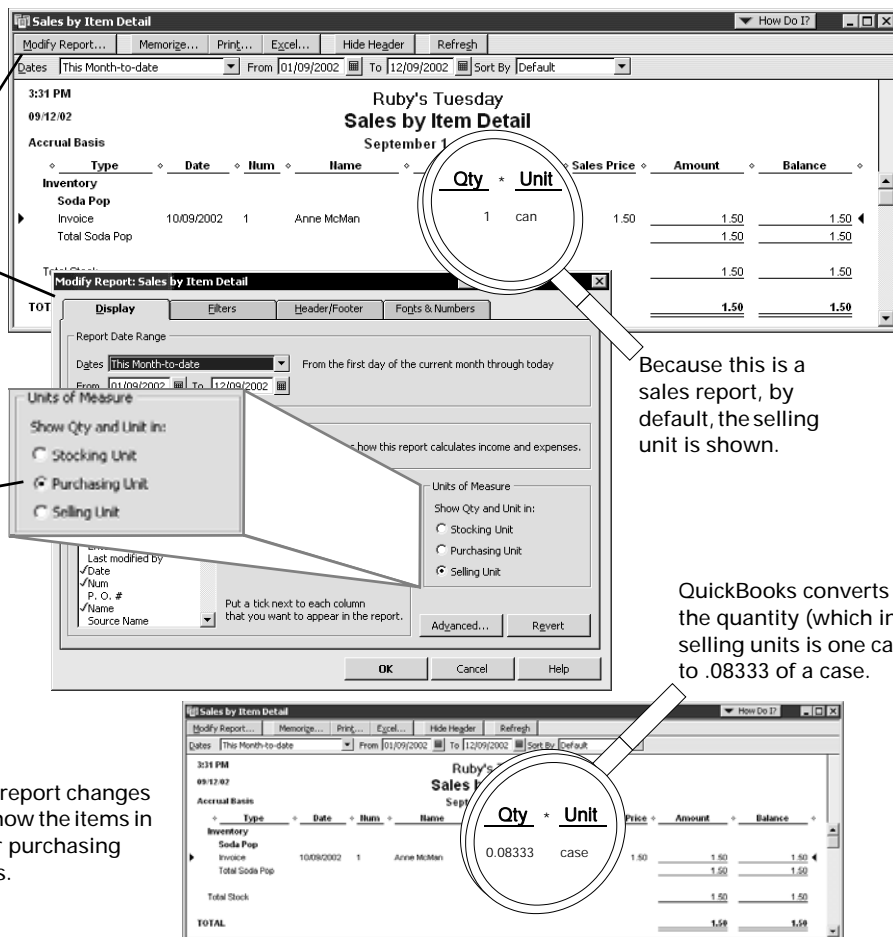 Sales by Item Detail
How Do I?
Modify Report... Memorize... Print... Excel... Hide Header Refresh
Dates This Month-to-date From 01/09/2002 To 12/09/2002 Sort By Default
3:31 PM
Ruby's Tuesday
09/12/02
Sales by Item Detail
Accrual Basis
September 1
Type Date Num Name Qty * Unit Sales Price Amount Balance
Inventory
Soda Pop
Invoice 10/09/2002 1 Anne McMan 1 can 1.50 1.50 1.50
Total Soda Pop 1.50 1.50
1.50 1.50
TOT 1.50 1.50
Modify Report: Sales by Item Detail
Display Filters Header/Footer Fonts & Numbers
Report Date Range
Dates This Month-to-date From the first day of the current month through today
From 01/09/2002 To 12/09/2002
how this report calculates income and expenses.
Units of Measure
Show Qty and Unit in:
Stocking Unit
Purchasing Unit
Selling Unit
Units of Measure
Show Qty and Unit in:
Stocking Unit
Purchasing Unit
Selling Unit
Last modified by
Date
Num
P. O. #
Name
Source Name
Put a tick next to each column
that you want to appear in the report.
Advanced... Revert
OK Cancel Help
Because this is a
sales report, by
default, the selling
unit is shown.
QuickBooks converts
the quantity (which in
selling units is one ca
to .08333 of a case.
report changes
how the items in
r purchasing
s.
Sales by Item Detail
How Do I?
Modify Report... Memorize... Print... Excel... Hide Header Refresh
Dates This Month-to-date From 01/09/2002 To 12/09/2002 Sort By Default
3:31 PM
Ruby's
09/12/02
Sales
Accrual Basis
Sept
Type Date Num Name Qty * Unit Price Amount Balance
Inventory
Soda Pop
Invoice 10/09/2002 1 Anne McMan 0.08333 case 1.50 1.50 1.50
Total Soda Pop 1.50 1.50
Total Stock 1.50 1.50
TOTAL 1.50 1.50